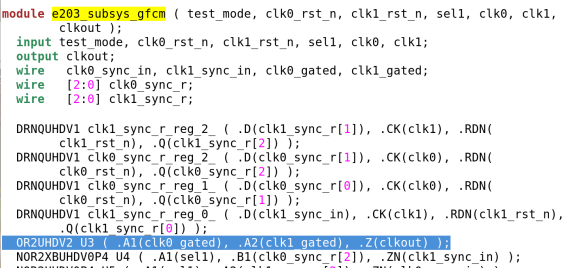 module e203_subsys_gfcm ( test_mode, clk0_rst_n, clk1_rst_n, sel1, clk0, clk1,
clkout );
input test_mode, clk0_rst_n, clk1_rst_n, sel1, clk0, clk1;
output clkout;
wire clk0_sync_in, clk1_sync_in, clk0_gated, clk1_gated;
wire [2:0] clk0_sync_r;
wire [2:0] clk1_sync_r;
DRNQUHDV1 clk1_sync_r_reg_2_ ( .D(clk1_sync_r[1]), .CK(clk1), .RDN(
clk1_rst_n), .Q(clk1_sync_r[2]) );
DRNQUHDV1 clk0_sync_r_reg_2_ ( .D(clk0_sync_r[1]), .CK(clk0), .RDN(
clk0_rst_n), .Q(clk0_sync_r[2]) );
DRNQUHDV1 clk0_sync_r_reg_1_ ( .D(clk0_sync_r[0]), .CK(clk0), .RDN(
clk0_rst_n), .Q(clk0_sync_r[1]) );
DRNQUHDV1 clk1_sync_r_reg_0_ ( .D(clk1_sync_in), .CK(clk1), .RDN(clk1_rst_n),
.Q(clk1_sync_r[0]) );
OR2UHDV2 U3 ( .A1(clk0_gated), .A2(clk1_gated), .Z(clkout) );
NOR2XBUHDV0P4 U4 ( .A1(sel1), .B1(clk0_sync_r[2]), .ZN(clk1_sync_in) );